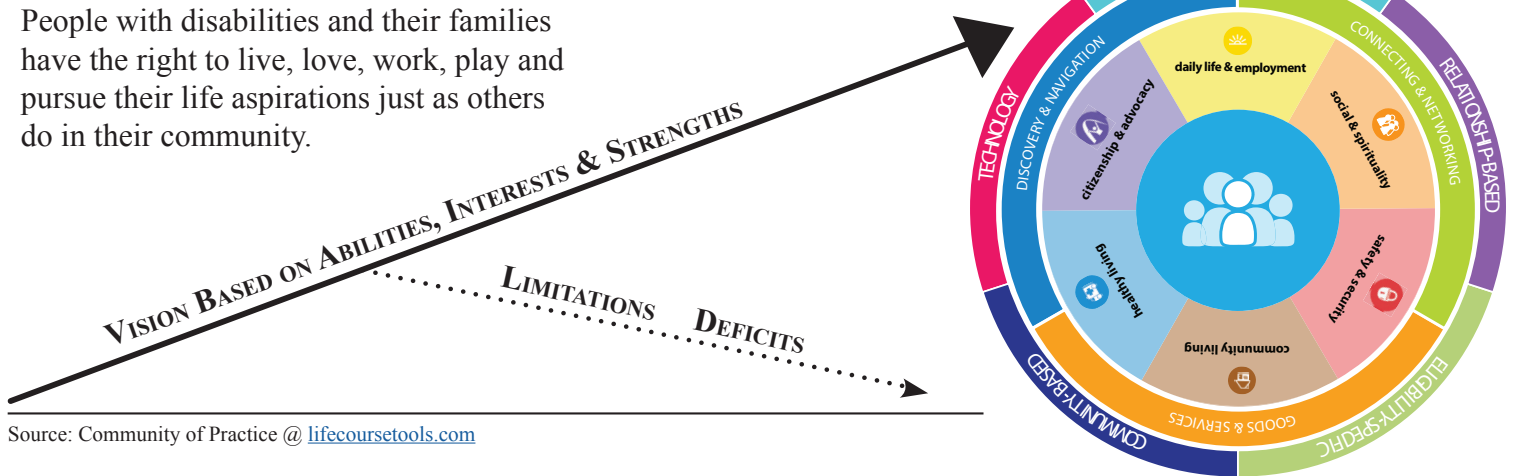 People with disabilities and their families
have the right to live, love, work, play and
pursue their life aspirations just as others
do in their community.
Vision Based on Abilities, Interests & Strengths
Limitations Deficits
Source: Community of Practice @ lifecoursetools.com
TECHNOLOGY
RELATIONSHIP-BASED
ELIGIBILITY-SPECIFIC
COMMUNITY-BASED
DISCOVERY & NAVIGATION
CONNECTING & NETWORKING
GOODS & SERVICES
daily life & employment
social & spirituality
safety & security
community living
healthy living
citizenship & advocacy